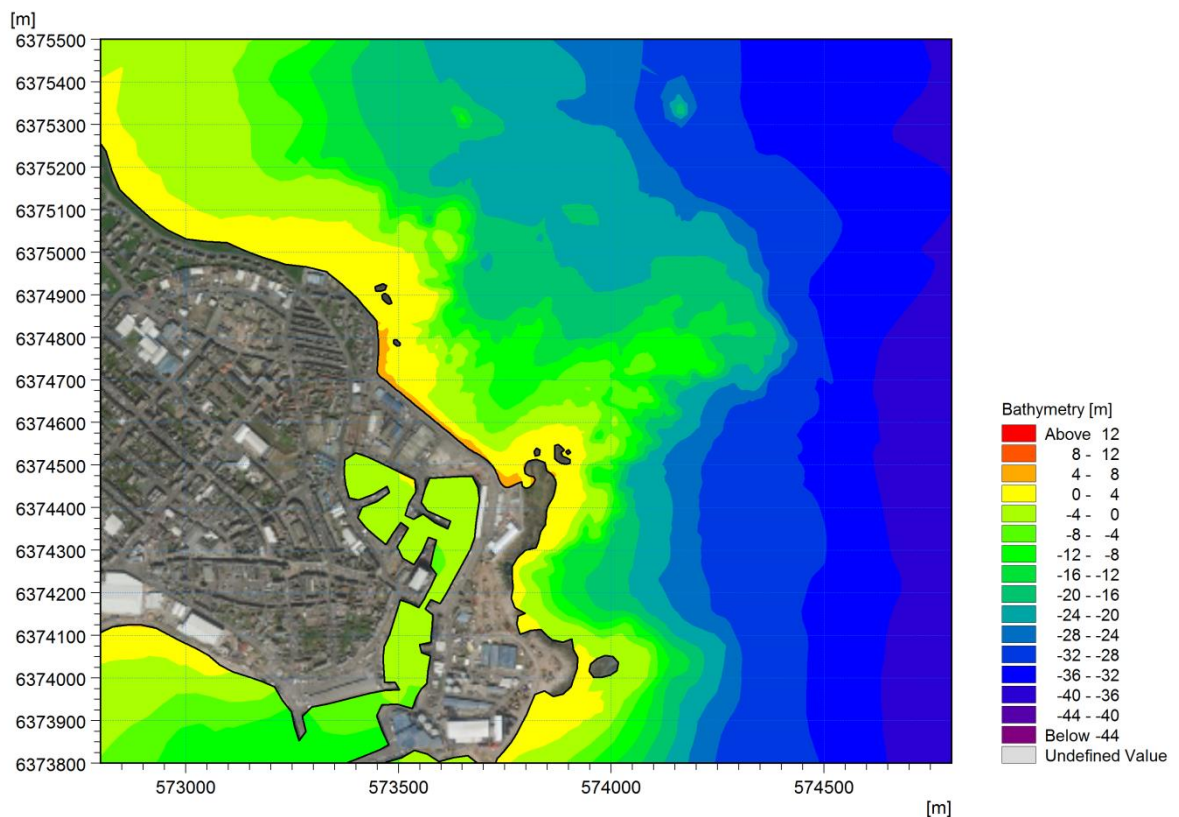 [m]
6375500
6375400
6375300
6375200
6375100
6375000
6374900
6374800
6374700
6374600
6374500
6374400
6374300
6374200
6374100
6374000
6373900
6373800
573000 573500 574000 574500
[m]
Bathymetry [m]
Above 12
8 - 12
4 - 8
0 - 4
-4 - 0
-8 - -4
-12 - -8
-16 - -12
-20 - -16
-24 - -20
-28 - -24
-32 - -28
-36 - -32
-40 - -36
-44 - -40
Below -44
Undefined Value